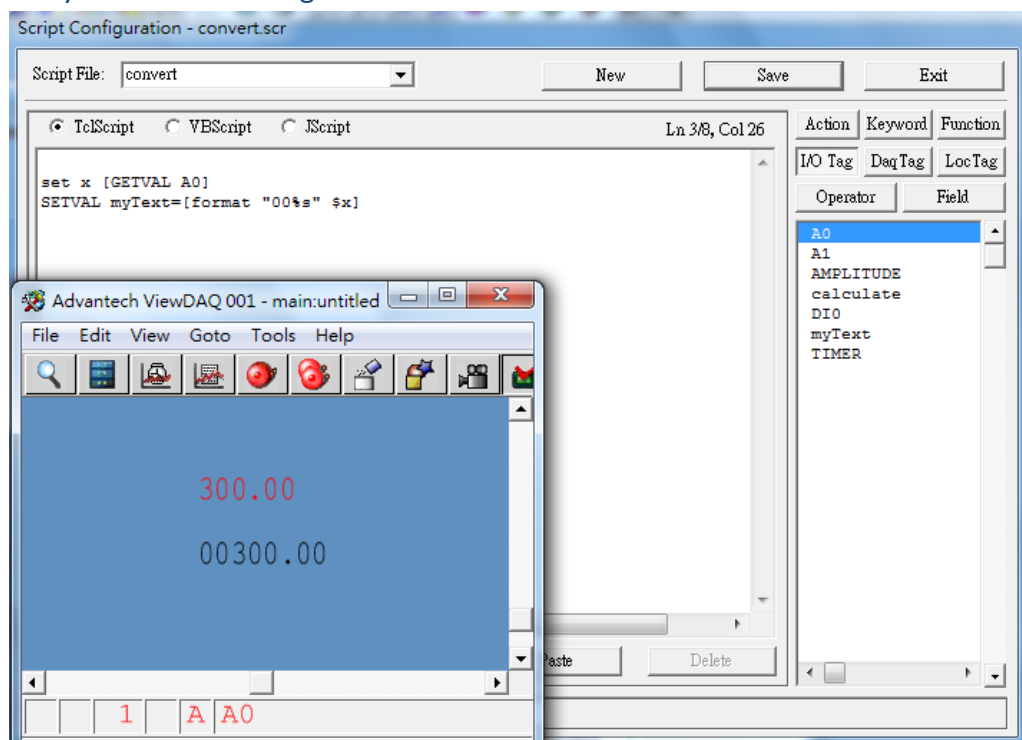 Script Configuration - convert.scr
Script File: convert New Save Exit
TclScript VBScript JScript Ln 3/8, Col 26 Action Keyword Function
I/O Tag DaqTag LocTag
set x [GETVAL A0]
SETVAL myText=[format "00%s" $x]
Operator Field
A0
A1
AMPLITUDE
calculate
DI0
myText
TIMER
Advantech ViewDAQ 001 - main:untitled
File Edit View Goto Tools Help
300.00
00300.00
Paste Delete
1 A A0